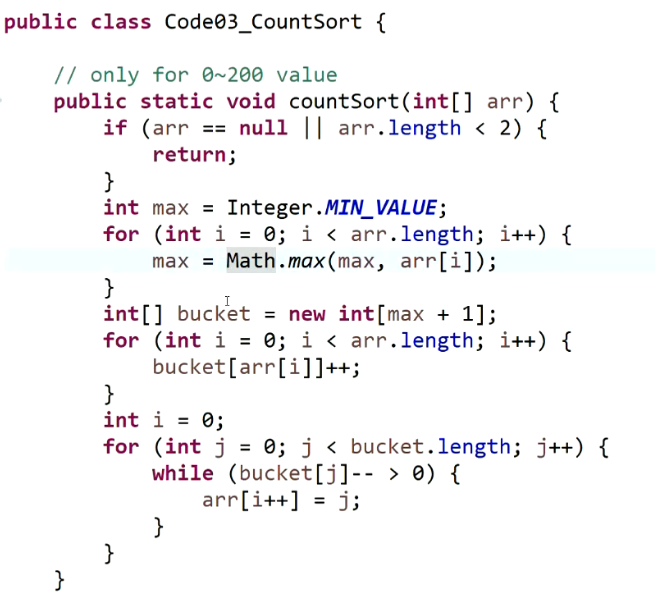 public class Code03_CountSort {
// only for 0~200 value
public static void countSort(int[] arr) {
if (arr == null || arr.length < 2) {
return;
}
int max = Integer.MIN_VALUE;
for (int i = 0; i < arr.length; i++) {
max = Math.max(max, arr[i]);
}
int[] bucket = new int[max + 1];
for (int i = 0; i < arr.length; i++) {
bucket[arr[i]]++;
}
int i = 0;
for (int j = 0; j < bucket.length; j++) {
while (bucket[j]-- > 0) {
arr[i++] = j;
}
}
}